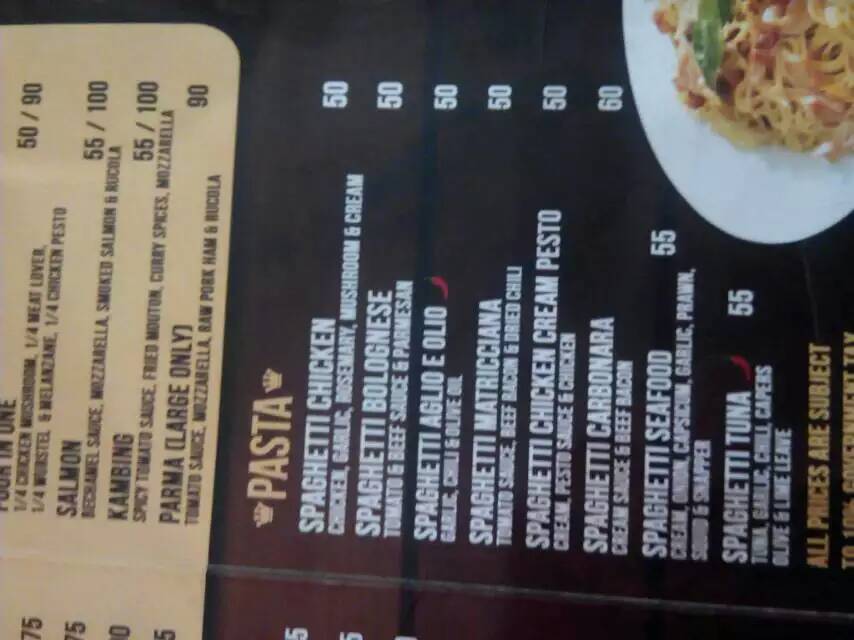 FOUR IN ONE 50 / 90
1/4 CHICKEN MUSHROOM, 1/4 MEAT LOVER,
1/4 WURSTEL & MELANZANE, 1/4 CHICKEN PESTO
SALMON 55 / 100
BECHAMEL SAUCE, MOZZARELLA, SMOKED SALMON & RUCOLA
KAMBING 55 / 100
SPICY TOMATO SAUCE, FRIED MOUTON, CURRY SPICES, MOZZARELLA
PARMA (LARGE ONLY) 90
TOMATO SAUCE, MOZZARELLA, RAW PORK HAM & RUCOLA
PASTA
SPAGHETTI CHICKEN 50
CHICKEN, GARLIC, ROSEMARY, MUSHROOM & CREAM
SPAGHETTI BOLOGNESE 50
TOMATO & BEEF SAUCE & PARMESAN
SPAGHETTI AGLIO E OLIO 50
GARLIC, CHILI & OLIVE OIL
SPAGHETTI MATRICCIANA 50
TOMATO SAUCE, BEEF BACON & DRIED CHILI
SPAGHETTI CHICKEN CREAM PESTO 50
CREAM, PESTO SAUCE & CHICKEN
SPAGHETTI CARBONARA 60
CREAM SAUCE & BEEF BACON
SPAGHETTI SEAFOOD 55
CREAM, ONION, CAPSICUM, GARLIC, PRAWN,
SQUID & SNAPPER
SPAGHETTI TUNA 55
TUNA, GARLIC, CHILI, CAPERS
OLIVE & LIME LEAVE
ALL PRICES ARE SUBJECT
TO 10% GOVERNMENT TAX